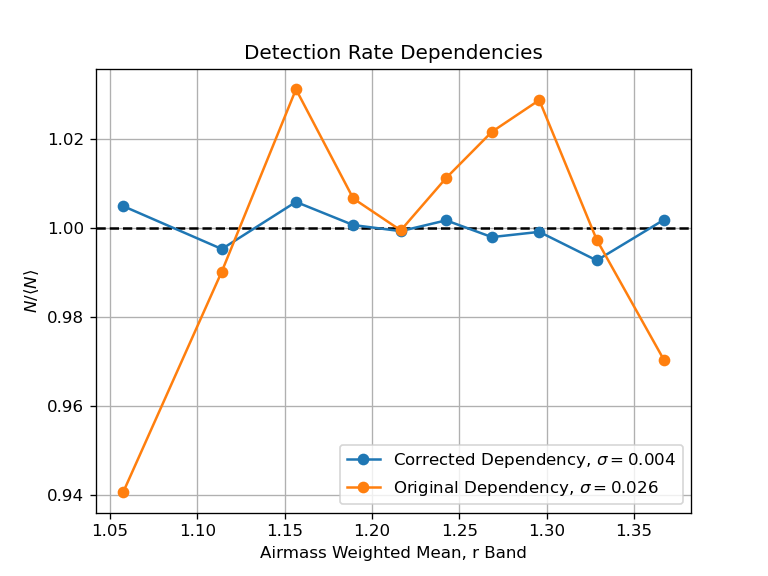 Detection Rate Dependencies
N/⟨N⟩
1.02
1.00
0.98
0.96
0.94
Corrected Dependency, σ = 0.004
Original Dependency, σ = 0.026
1.05 1.10 1.15 1.20 1.25 1.30 1.35
Airmass Weighted Mean, r Band